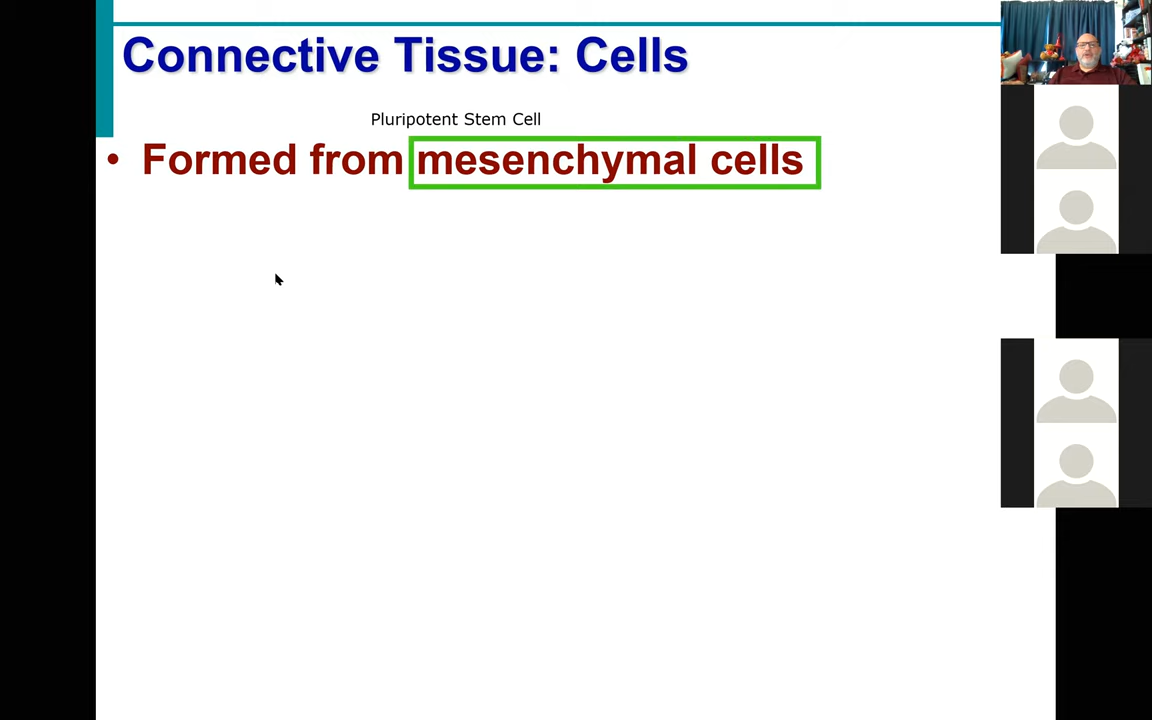 Connective Tissue: Cells
Pluripotent Stem Cell
• Formed from mesenchymal cells